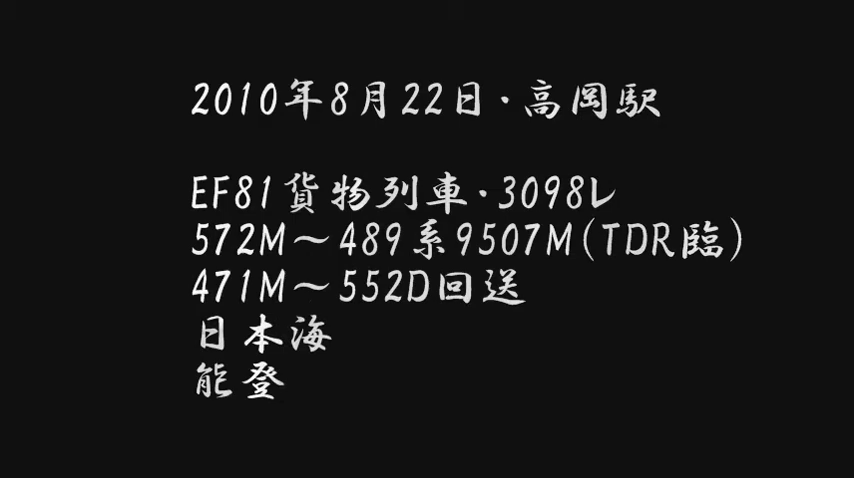 2010年8月22日・高岡駅
EF81貨物列車・3098レ
572M～489系9507M(TDR臨)
471M～552D回送
日本海
能登